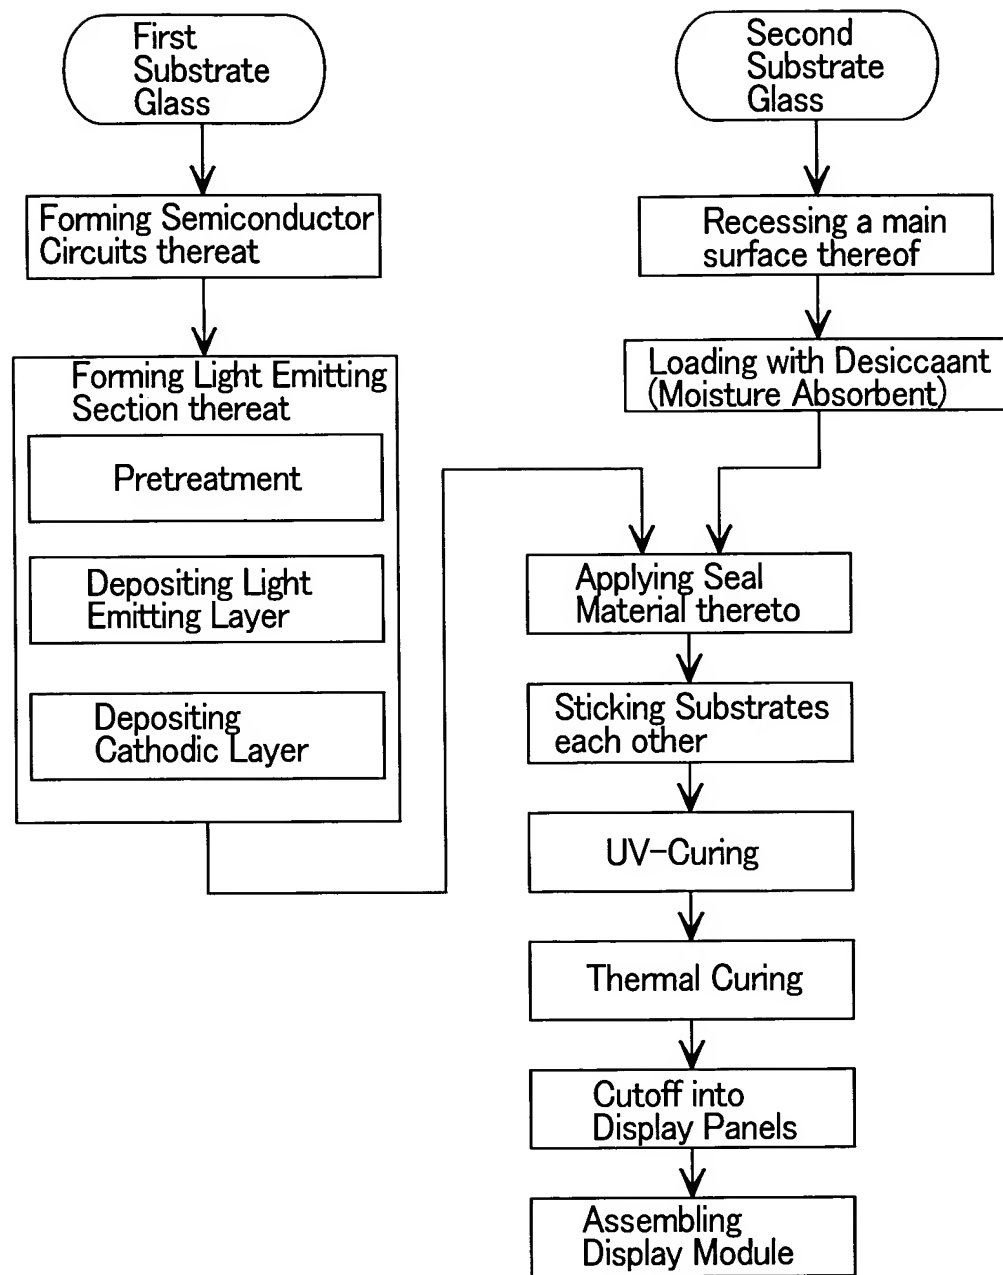 First
Substrate
Glass
Forming Semiconductor
Circuits thereat
Forming Light Emitting
Section thereat
Pretreatment
Depositing Light
Emitting Layer
Depositing
Cathodic Layer
Second
Substrate
Glass
Recessing a main
surface thereof
Loading with Desiccaant
(Moisture Absorbent)
Applying Seal
Material thereto
Sticking Substrates
each other
UV-Curing
Thermal Curing
Cutoff into
Display Panels
Assembling
Display Module